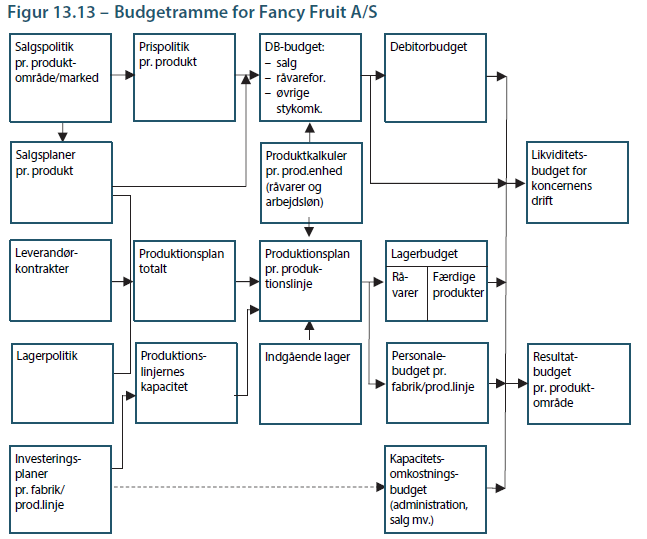 Figur 13.13 – Budgetramme for Fancy Fruit A/S
Salgspolitik
pr. produkt-
område/marked
Prispolitik
pr. produkt
DB-budget:
– salg
– råvarefor.
– øvrige
stykomk.
Debitorbudget
Salgsplaner
pr. produkt
Produktkalkuler
pr. prod.enhed
(råvarer og
arbejdsløn)
Likviditets-
budget for
koncernens
drift
Leverandør-
kontrakter
Produktionsplan
totalt
Produktionsplan
pr. produk-
tionslinje
Lagerbudget
Rå-
varer
Færdige
produkter
Lagerpolitik
Produktions-
linjernes
kapacitet
Indgående lager
Personale-
budget pr.
fabrik/prod.linje
Resultat-
budget
pr. produkt-
område
Investerings-
planer
pr. fabrik/
prod.linje
Kapacitets-
omkostnings-
budget
(administration,
salg mv.)